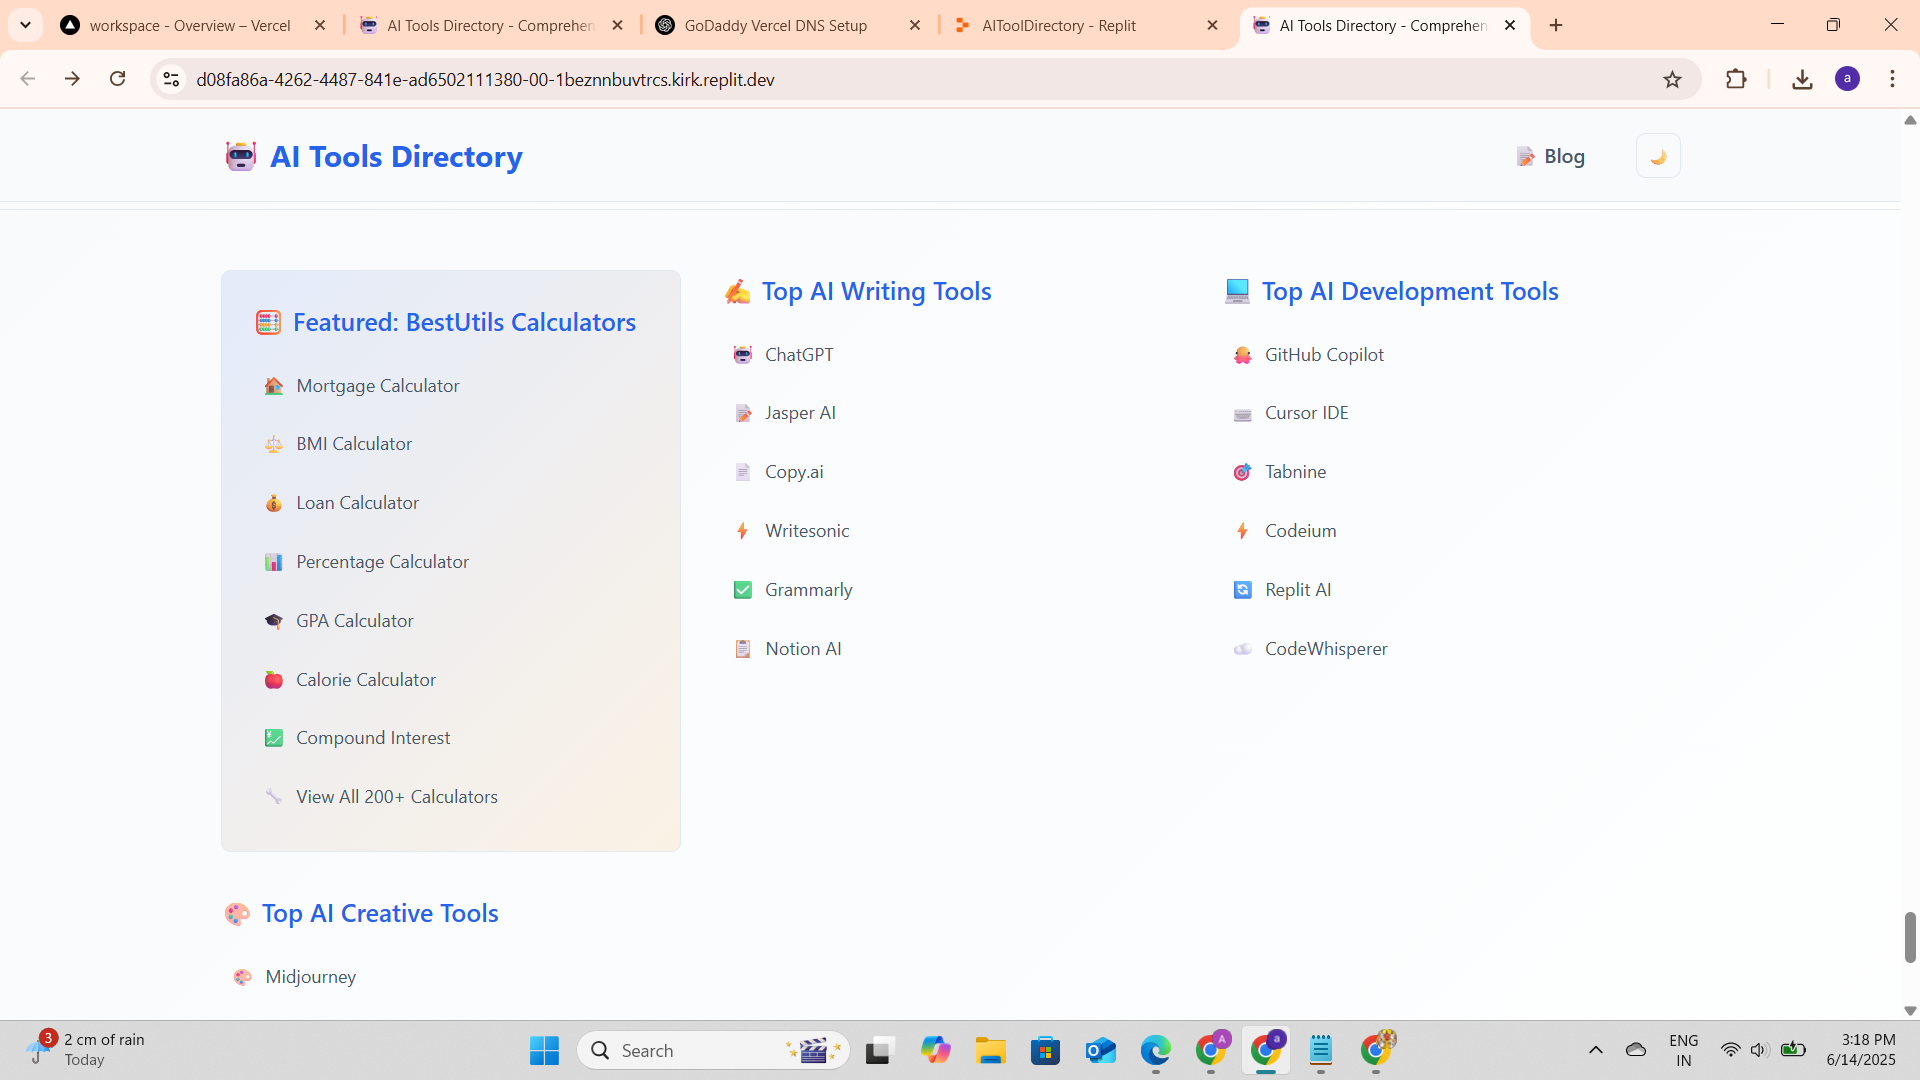 workspace - Overview – Vercel
AI Tools Directory - Comprehen
GoDaddy Vercel DNS Setup
AIToolDirectory - Replit
AI Tools Directory - Comprehen
d08fa86a-4262-4487-841e-ad6502111380-00-1beznnbuvtrcs.kirk.replit.dev
a
AI Tools Directory
Blog
Featured: BestUtils Calculators
Mortgage Calculator
BMI Calculator
Loan Calculator
Percentage Calculator
GPA Calculator
Calorie Calculator
Compound Interest
View All 200+ Calculators
Top AI Writing Tools
ChatGPT
Jasper AI
Copy.ai
Writesonic
Grammarly
Notion AI
Top AI Development Tools
GitHub Copilot
Cursor IDE
Tabnine
Codeium
Replit AI
CodeWhisperer
Top AI Creative Tools
Midjourney
3
2 cm of rain
Today
Search
A
a
ENG
IN
3:18 PM
6/14/2025